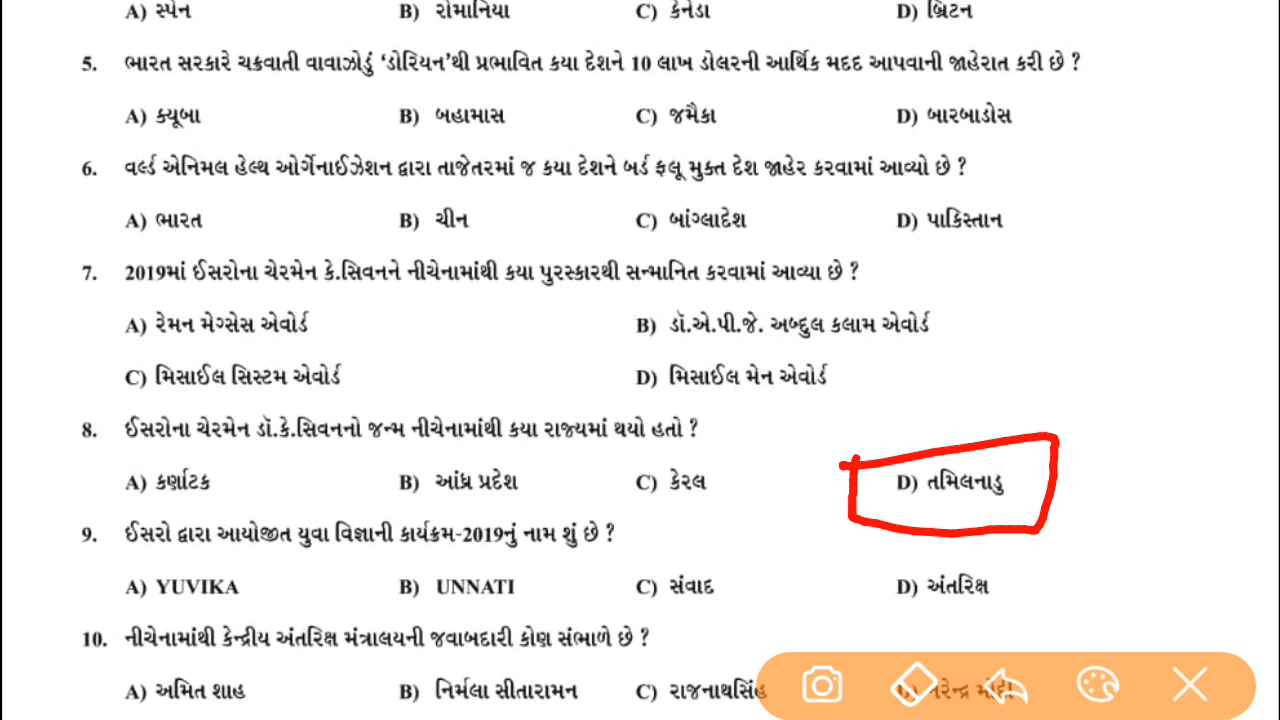 A) સ્પેન B) રોમાનિયા C) કેનેડા D) બ્રિટન
5. ભારત સરકારે ચક્રવાતી વાવાઝોડું ‘ડોરિયન’થી પ્રભાવિત કયા દેશને 10 લાખ ડોલરની આર્થિક મદદ આપવાની જાહેરાત કરી છે ?
A) ક્યૂબા B) બહામાસ C) જમૈકા D) બારબાડોસ
6. વર્લ્ડ એનિમલ હેલ્થ ઓર્ગેનાઈઝેશન દ્વારા તાજેતરમાં જ કયા દેશને બર્ડ ફલૂ મુક્ત દેશ જાહેર કરવામાં આવ્યો છે ?
A) ભારત B) ચીન C) બાંગ્લાદેશ D) પાકિસ્તાન
7. 2019માં ઈસરોના ચેરમેન કે.સિવનને નીચેનામાંથી કયા પુરસ્કારથી સન્માનિત કરવામાં આવ્યા છે ?
A) રેમન મેગ્સેસ એવોર્ડ B) ડૉ.એ.પી.જે. અબ્દુલ કલામ એવોર્ડ
C) મિસાઈલ સિસ્ટમ એવોર્ડ D) મિસાઈલ મેન એવોર્ડ
8. ઈસરોના ચેરમેન ડૉ.કે.સિવનનો જન્મ નીચેનામાંથી કયા રાજ્યમાં થયો હતો ?
A) કર્ણાટક B) આંધ્ર પ્રદેશ C) કેરલ D) તમિલનાડુ
9. ઈસરો દ્વારા આયોજીત યુવા વિજ્ઞાની કાર્યક્રમ-2019નું નામ શું છે ?
A) YUVIKA B) UNNATI C) સંવાદ D) અંતરિક્ષ
10. નીચેનામાંથી કેન્દ્રીય અંતરિક્ષ મંત્રાલયની જવાબદારી કોણ સંભાળે છે ?
A) અમિત શાહ B) નિર્મલા સીતારામન C) રાજનાથસિંહ